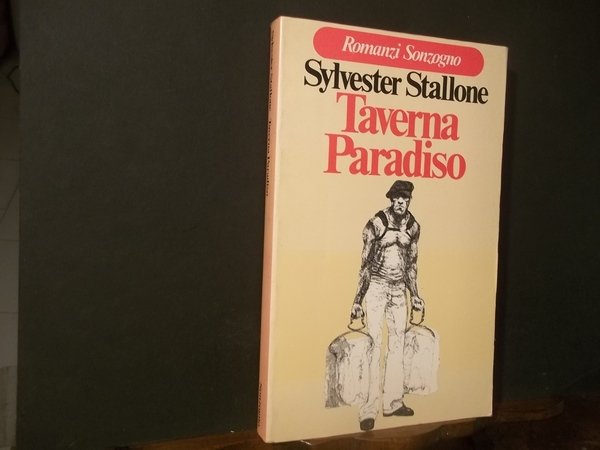 Romanzi Sonzogno
Sylvester Stallone
Taverna
Paradiso